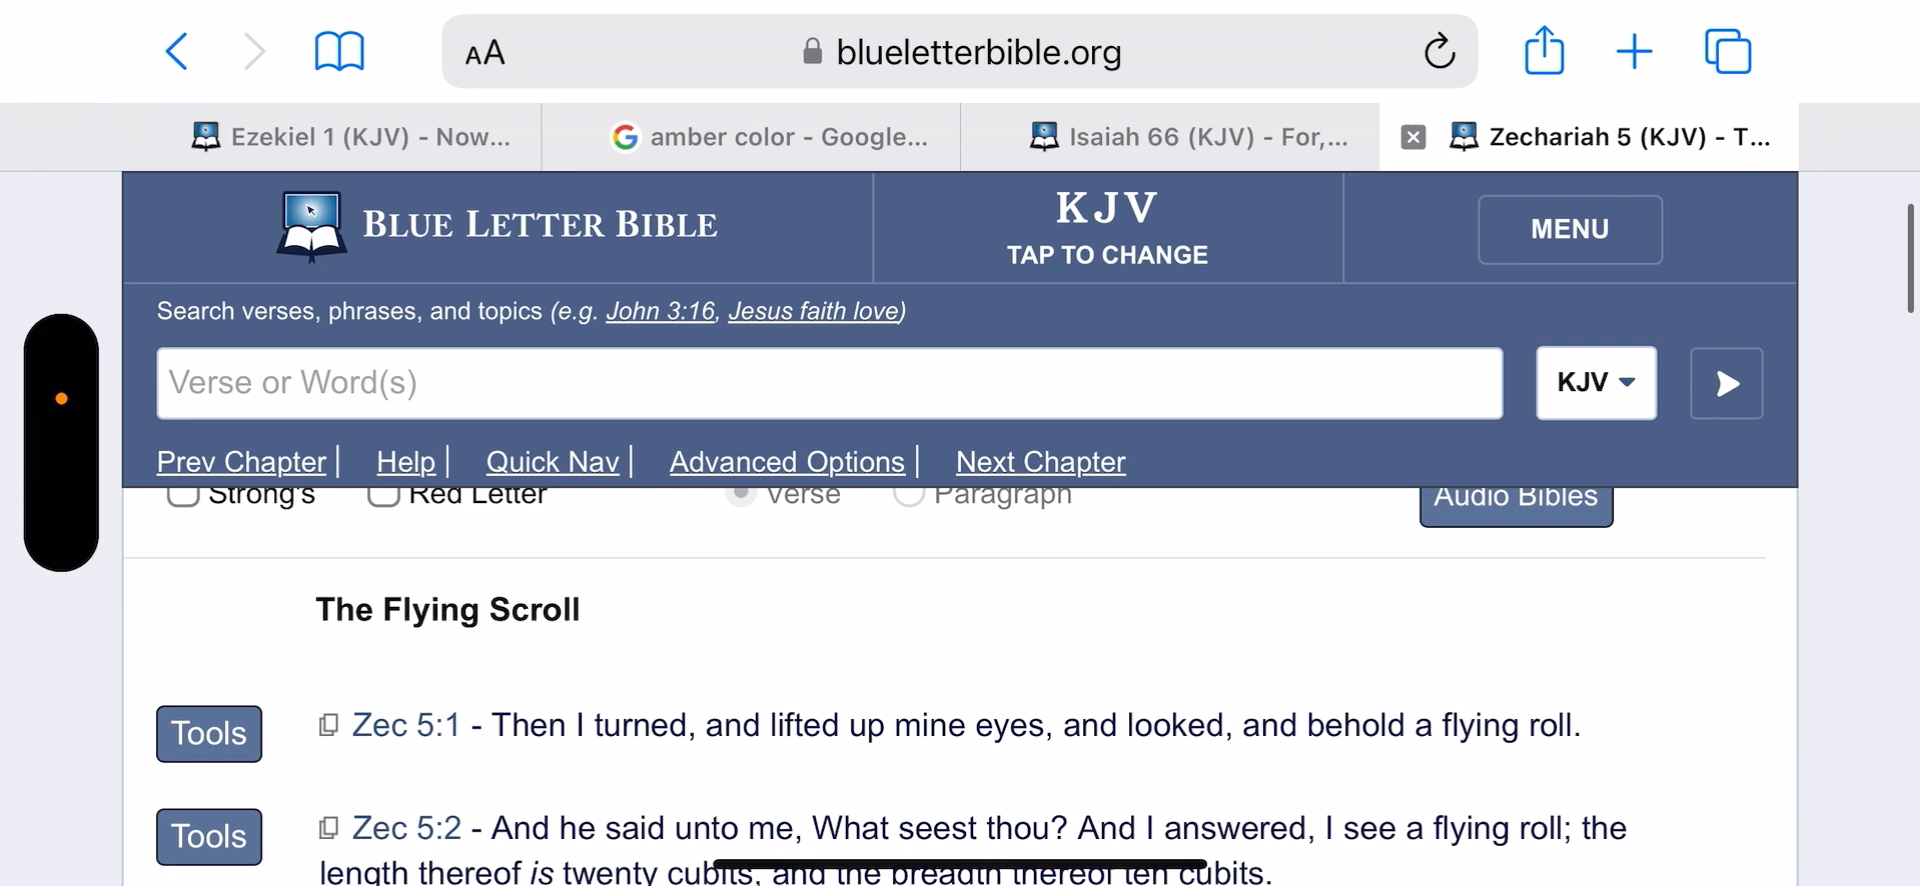 AA blueletterbible.org
Ezekiel 1 (KJV) - Now...
amber color - Google...
Isaiah 66 (KJV) - For,...
Zechariah 5 (KJV) - T...
BLUE LETTER BIBLE
KJV
TAP TO CHANGE
MENU
Search verses, phrases, and topics (e.g. John 3:16, Jesus faith love)
Verse or Word(s)
KJV
Prev Chapter | Help | Quick Nav | Advanced Options | Next Chapter
Strong's Red Letter Verse Paragraph Audio Bibles
The Flying Scroll
Tools Zec 5:1 - Then I turned, and lifted up mine eyes, and looked, and behold a flying roll.
Tools Zec 5:2 - And he said unto me, What seest thou? And I answered, I see a flying roll; the
length thereof is twenty cubits, and the breadth thereof ten cubits.